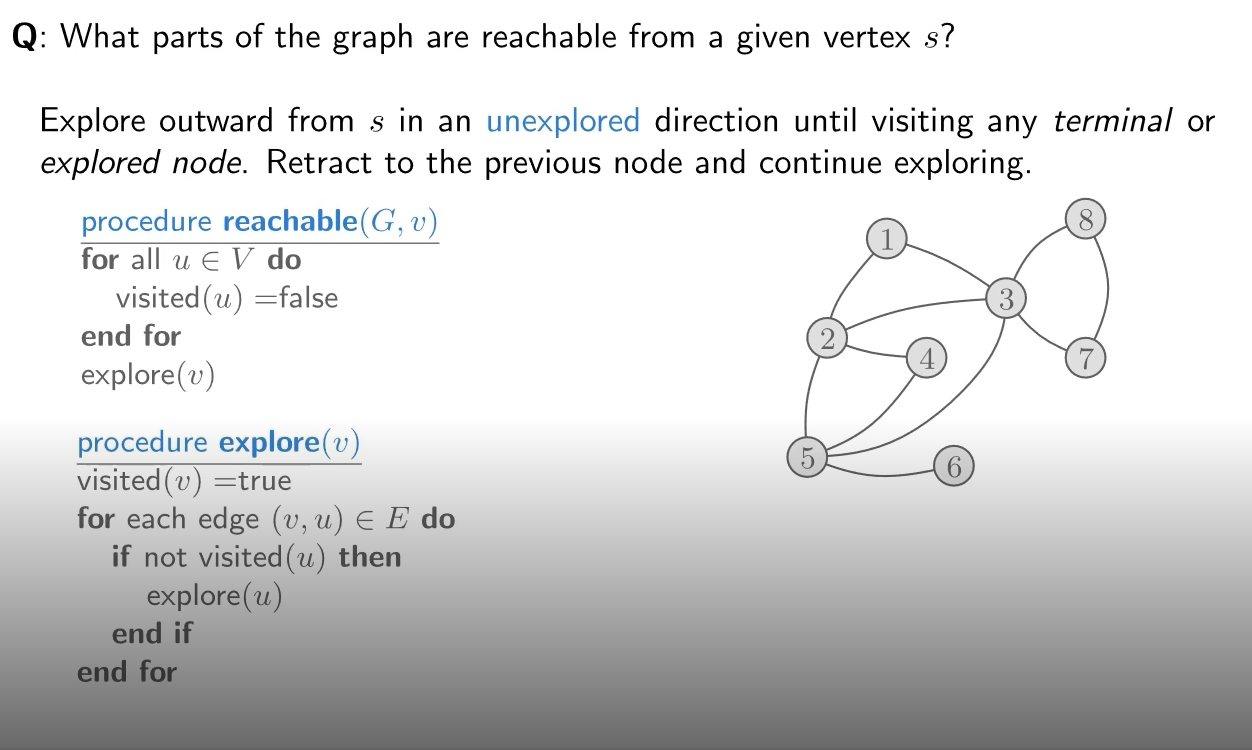 Q: What parts of the graph are reachable from a given vertex s?
Explore outward from s in an unexplored direction until visiting any terminal or
explored node. Retract to the previous node and continue exploring.
procedure reachable(G, v)
for all u ∈ V do
visited(u) =false
end for
explore(v)
procedure explore(v)
visited(v) =true
for each edge (v, u) ∈ E do
if not visited(u) then
explore(u)
end if
end for
8
1
3
2
4
7
5
6